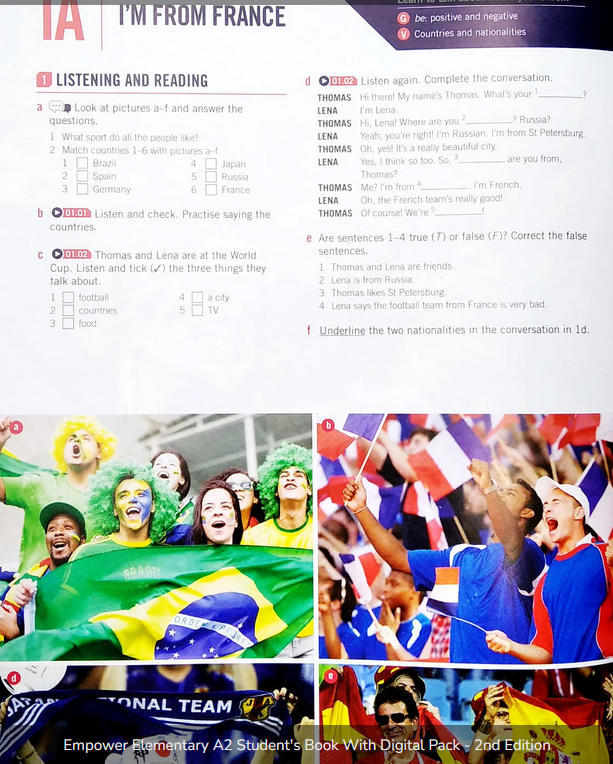 1A
I'M FROM FRANCE
Learn to talk about
G be: positive and negative
V Countries and nationalities
1 LISTENING AND READING
a Look at pictures a–f and answer the
questions.
1 What sport do all the people like?
2 Match countries 1–6 with pictures a–f.
1 Brazil
2 Spain
3 Germany
4 Japan
5 Russia
6 France
b 01.01 Listen and check. Practise saying the
countries.
c 01.02 Thomas and Lena are at the World
Cup. Listen and tick (✓) the three things they
talk about.
1 football
2 countries
3 food
4 a city
5 TV
d 01.02 Listen again. Complete the conversation.
THOMAS Hi there! My name's Thomas. What's your 1________?
LENA I'm Lena.
THOMAS Hi, Lena! Where are you 2________? Russia?
LENA Yeah, you're right! I'm Russian. I'm from St Petersburg.
THOMAS Oh, yes! It's a really beautiful city.
LENA Yes, I think so too. So, 3________ are you from,
Thomas?
THOMAS Me? I'm from 4________. I'm French.
LENA Oh, the French team's really good!
THOMAS Of course! We're 5________!
e Are sentences 1–4 true (T) or false (F)? Correct the false
sentences.
1 Thomas and Lena are friends.
2 Lena is from Russia.
3 Thomas likes St Petersburg.
4 Lena says the football team from France is very bad.
f Underline the two nationalities in the conversation in 1d.
a
BRASIL
ORDEM E PROGRESSO
b
d
NATIONAL TEAM
e
Empower Elementary A2 Student's Book With Digital Pack - 2nd Edition